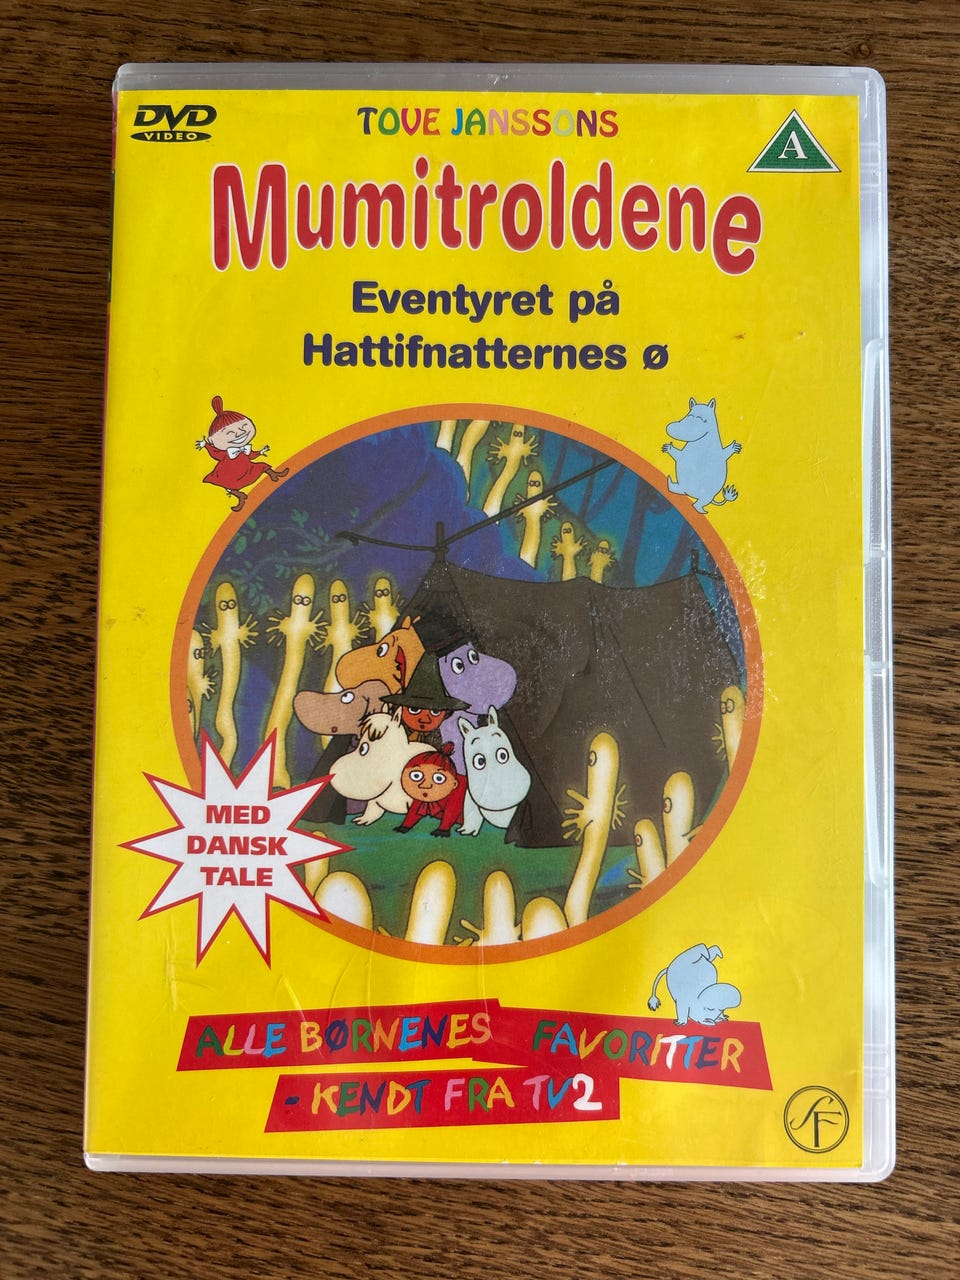 DVD
VIDEO
TOVE JANSSONS
A
Mumitroldene
Eventyret på
Hattifnatternes ø
MED
DANSK
TALE
ALLE BØRNENES FAVORITTER
- KENDT FRA TV2
SF